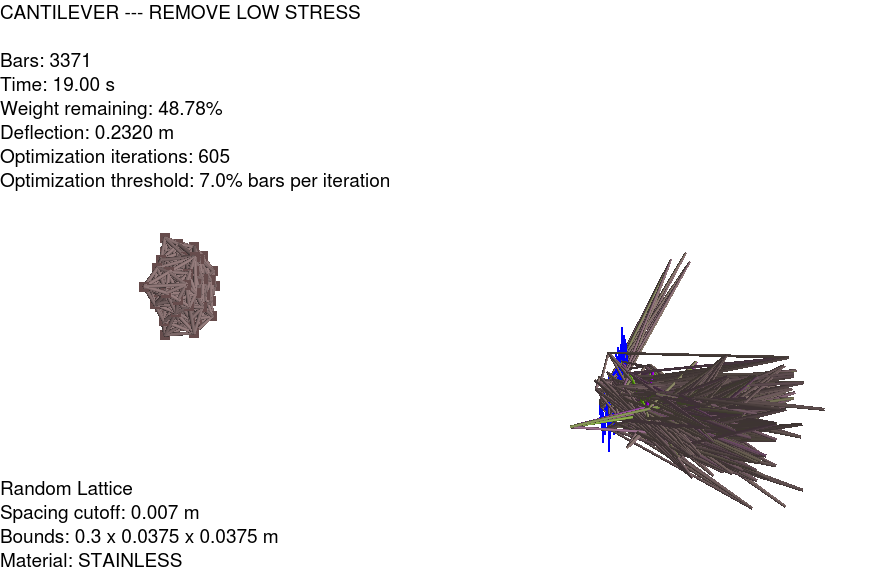 CANTILEVER --- REMOVE LOW STRESS
Bars: 3371
Time: 19.00 s
Weight remaining: 48.78%
Deflection: 0.2320 m
Optimization iterations: 605
Optimization threshold: 7.0% bars per iteration
Random Lattice
Spacing cutoff: 0.007 m
Bounds: 0.3 x 0.0375 x 0.0375 m
Material: STAINLESS